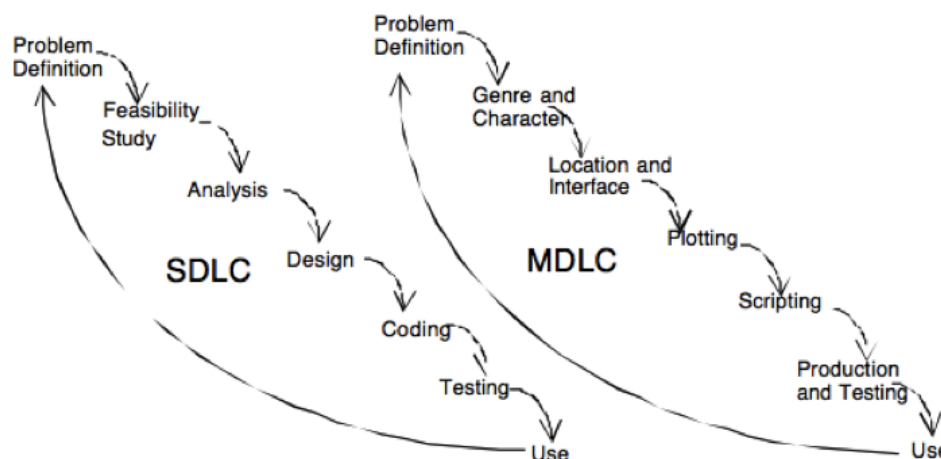 Problem
Definition
Feasibility
Study
Analysis
Design
Coding
Testing
Use
SDLC
Problem
Definition
Genre and
Character
Location and
Interface
Plotting
Scripting
Production
and Testing
Use
MDLC